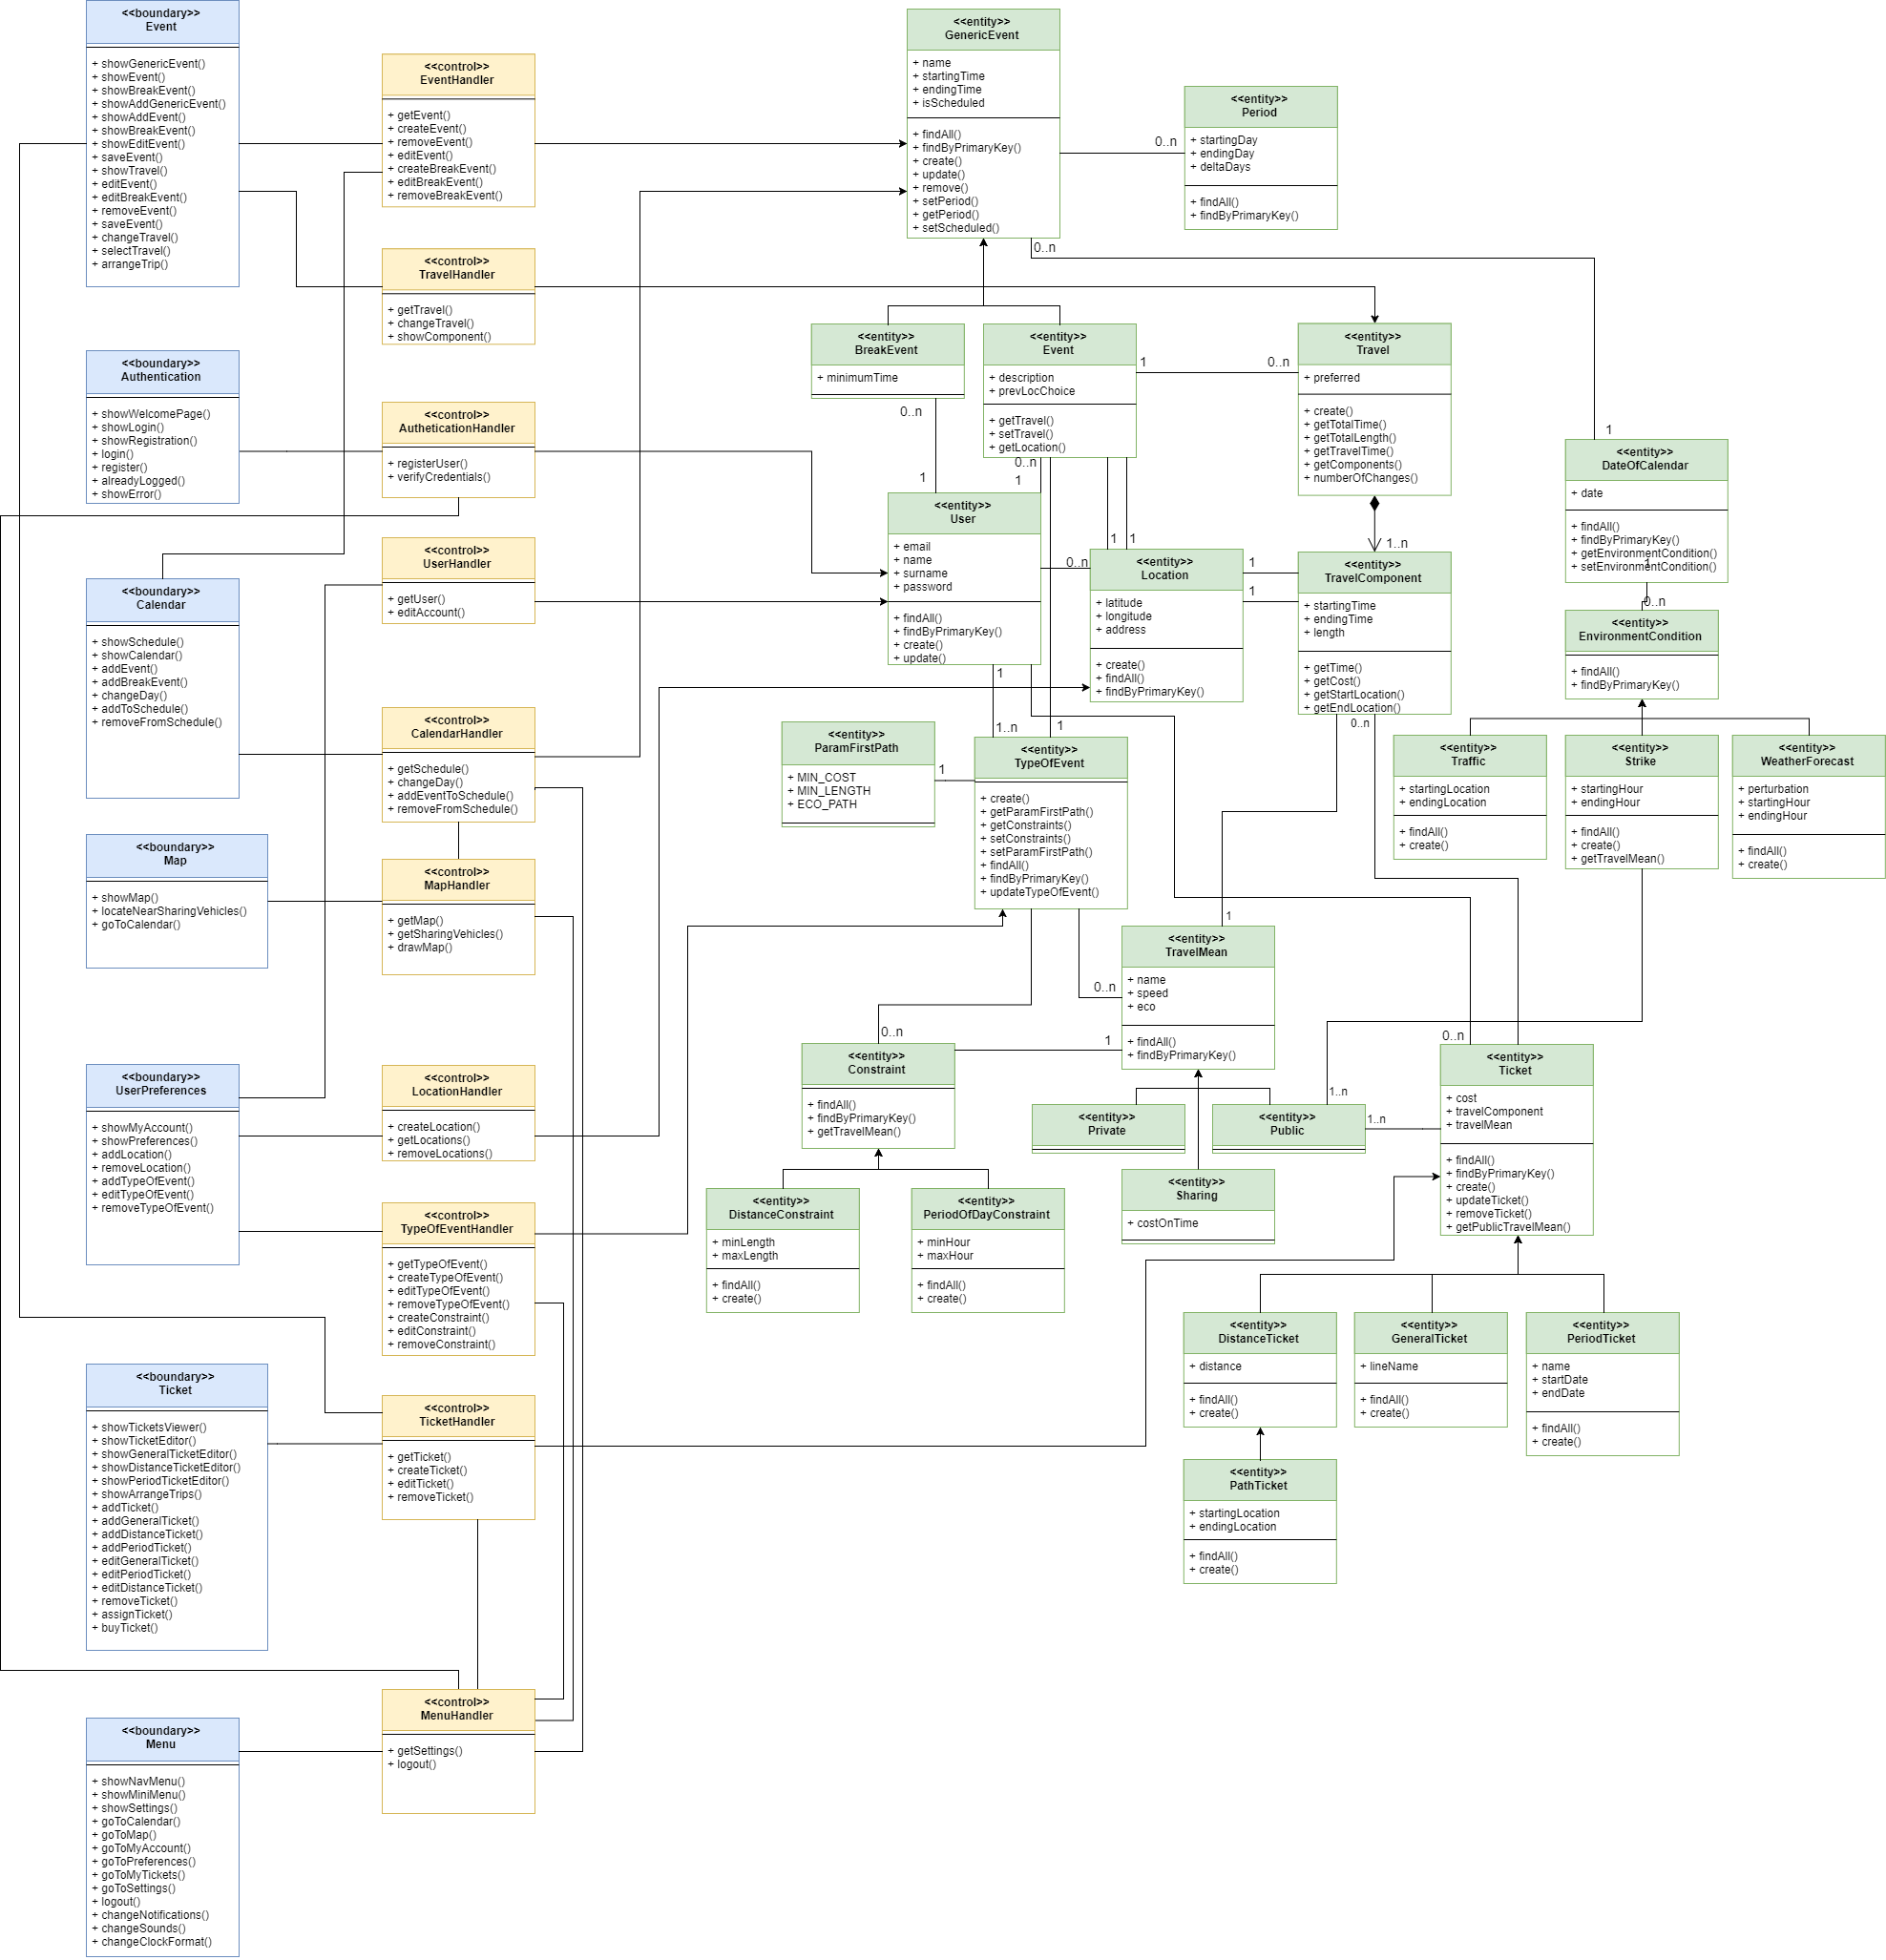 <<boundary>>
Event
+ showGenericEvent()
+ showEvent()
+ showBreakEvent()
+ showAddGenericEvent()
+ showAddEvent()
+ showBreakEvent()
+ showEditEvent()
+ saveEvent()
+ showTravel()
+ editEvent()
+ editBreakEvent()
+ removeEvent()
+ saveEvent()
+ changeTravel()
+ selectTravel()
+ arrangeTrip()
<<boundary>>
Authentication
+ showWelcomePage()
+ showLogin()
+ showRegistration()
+ login()
+ register()
+ alreadyLogged()
+ showError()
<<boundary>>
Calendar
+ showSchedule()
+ showCalendar()
+ addEvent()
+ addBreakEvent()
+ changeDay()
+ addToSchedule()
+ removeFromSchedule()
<<boundary>>
Map
+ showMap()
+ locateNearSharingVehicles()
+ goToCalendar()
<<boundary>>
UserPreferences
+ showMyAccount()
+ showPreferences()
+ addLocation()
+ removeLocation()
+ addTypeOfEvent()
+ editTypeOfEvent()
+ removeTypeOfEvent()
<<boundary>>
Ticket
+ showTicketsViewer()
+ showTicketEditor()
+ showGeneralTicketEditor()
+ showDistanceTicketEditor()
+ showPeriodTicketEditor()
+ showArrangeTrips()
+ addTicket()
+ addGeneralTicket()
+ addDistanceTicket()
+ addPeriodTicket()
+ editGeneralTicket()
+ editPeriodTicket()
+ editDistanceTicket()
+ removeTicket()
+ assignTicket()
+ buyTicket()
<<boundary>>
Menu
+ showNavMenu()
+ showMiniMenu()
+ showSettings()
+ goToCalendar()
+ goToMap()
+ goToMyAccount()
+ goToPreferences()
+ goToMyTickets()
+ goToSettings()
+ logout()
+ changeNotifications()
+ changeSounds()
+ changeClockFormat()
<<control>>
EventHandler
+ getEvent()
+ createEvent()
+ removeEvent()
+ editEvent()
+ createBreakEvent()
+ editBreakEvent()
+ removeBreakEvent()
<<control>>
TravelHandler
+ getTravel()
+ changeTravel()
+ showComponent()
<<control>>
AutheticationHandler
+ registerUser()
+ verifyCredentials()
<<control>>
UserHandler
+ getUser()
+ editAccount()
<<control>>
CalendarHandler
+ getSchedule()
+ changeDay()
+ addEventToSchedule()
+ removeFromSchedule()
<<control>>
MapHandler
+ getMap()
+ getSharingVehicles()
+ drawMap()
<<control>>
LocationHandler
+ createLocation()
+ getLocations()
+ removeLocations()
<<control>>
TypeOfEventHandler
+ getTypeOfEvent()
+ createTypeOfEvent()
+ editTypeOfEvent()
+ removeTypeOfEvent()
+ createConstraint()
+ editConstraint()
+ removeConstraint()
<<control>>
TicketHandler
+ getTicket()
+ createTicket()
+ editTicket()
+ removeTicket()
<<control>>
MenuHandler
+ getSettings()
+ logout()
<<entity>>
GenericEvent
+ name
+ startingTime
+ endingTime
+ isScheduled
+ findAll()
+ findByPrimaryKey()
+ create()
+ update()
+ remove()
+ setPeriod()
+ getPeriod()
+ setScheduled()
0..n
0..n
<<entity>>
Period
+ startingDay
+ endingDay
+ deltaDays
+ findAll()
+ findByPrimaryKey()
<<entity>>
BreakEvent
+ minimumTime
0..n
1
<<entity>>
Event
+ description
+ prevLocChoice
+ getTravel()
+ setTravel()
+ getLocation()
1
0..n
0..n
1
<<entity>>
Travel
+ preferred
+ create()
+ getTotalTime()
+ getTotalLength()
+ getTravelTime()
+ getComponents()
+ numberOfChanges()
1..n
1
<<entity>>
DateOfCalendar
+ date
+ findAll()
+ findByPrimaryKey()
+ getEnvironmentCondition()
+ setEnvironmentCondition()
1
0..n
<<entity>>
User
+ email
+ name
+ surname
+ password
+ findAll()
+ findByPrimaryKey()
+ create()
+ update()
0..n
1
1
1
1..n
1
<<entity>>
Location
+ latitude
+ longitude
+ address
+ create()
+ findAll()
+ findByPrimaryKey()
1
1
<<entity>>
TravelComponent
+ startingTime
+ endingTime
+ length
+ getTime()
+ getCost()
+ getStartLocation()
+ getEndLocation()
0..n
<<entity>>
EnvironmentCondition
+ findAll()
+ findByPrimaryKey()
<<entity>>
Traffic
+ startingLocation
+ endingLocation
+ findAll()
+ create()
<<entity>>
Strike
+ startingHour
+ endingHour
+ findAll()
+ create()
+ getTravelMean()
<<entity>>
WeatherForecast
+ perturbation
+ startingHour
+ endingHour
+ findAll()
+ create()
<<entity>>
ParamFirstPath
+ MIN_COST
+ MIN_LENGTH
+ ECO_PATH
1
<<entity>>
TypeOfEvent
+ create()
+ getParamFirstPath()
+ getConstraints()
+ setConstraints()
+ setParamFirstPath()
+ findAll()
+ findByPrimaryKey()
+ updateTypeOfEvent()
1
0..n
<<entity>>
TravelMean
+ name
+ speed
+ eco
+ findAll()
+ findByPrimaryKey()
0..n
1
<<entity>>
Constraint
+ findAll()
+ findByPrimaryKey()
+ getTravelMean()
<<entity>>
DistanceConstraint
+ minLength
+ maxLength
+ findAll()
+ create()
<<entity>>
PeriodOfDayConstraint
+ minHour
+ maxHour
+ findAll()
+ create()
<<entity>>
Private
<<entity>>
Public
1..n
1..n
<<entity>>
Sharing
+ costOnTime
0..n
<<entity>>
Ticket
+ cost
+ travelComponent
+ travelMean
+ findAll()
+ findByPrimaryKey()
+ create()
+ updateTicket()
+ removeTicket()
+ getPublicTravelMean()
<<entity>>
DistanceTicket
+ distance
+ findAll()
+ create()
<<entity>>
GeneralTicket
+ lineName
+ findAll()
+ create()
<<entity>>
PeriodTicket
+ name
+ startDate
+ endDate
+ findAll()
+ create()
<<entity>>
PathTicket
+ startingLocation
+ endingLocation
+ findAll()
+ create()